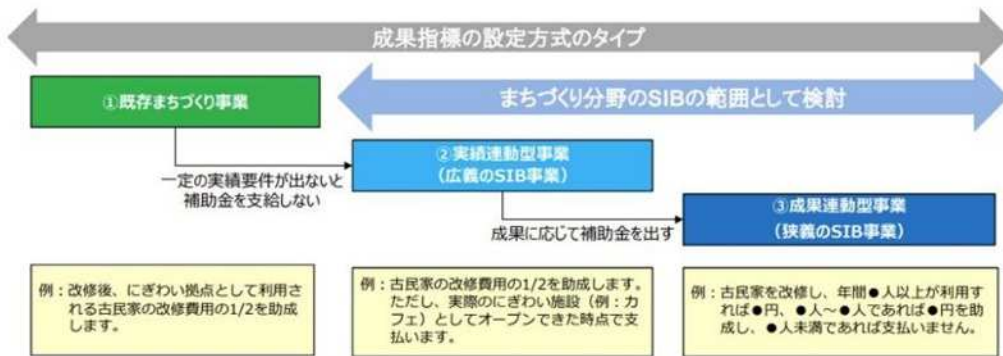 成果指標の設定方式のタイプ
①既存まちづくり事業
まちづくり分野のSIBの範囲として検討
一定の実績要件が出ないと
補助金を支給しない
②実績連動型事業
（広義のSIB事業）
成果に応じて補助金を出す
③成果連動型事業
（狭義のSIB事業）
例：改修後、にぎわい拠点として利用さ
れる古民家の改修費用の1/2を助成
します。
例：古民家の改修費用の1/2を助成します。
ただし、実際のにぎわい施設（例：カ
フェ）としてオープンできた時点で支
払います。
例：古民家を改修し、年間●人以上が利用す
れば●円、●人～●人であれば●円を助
成し、●人未満であれば支払いません。